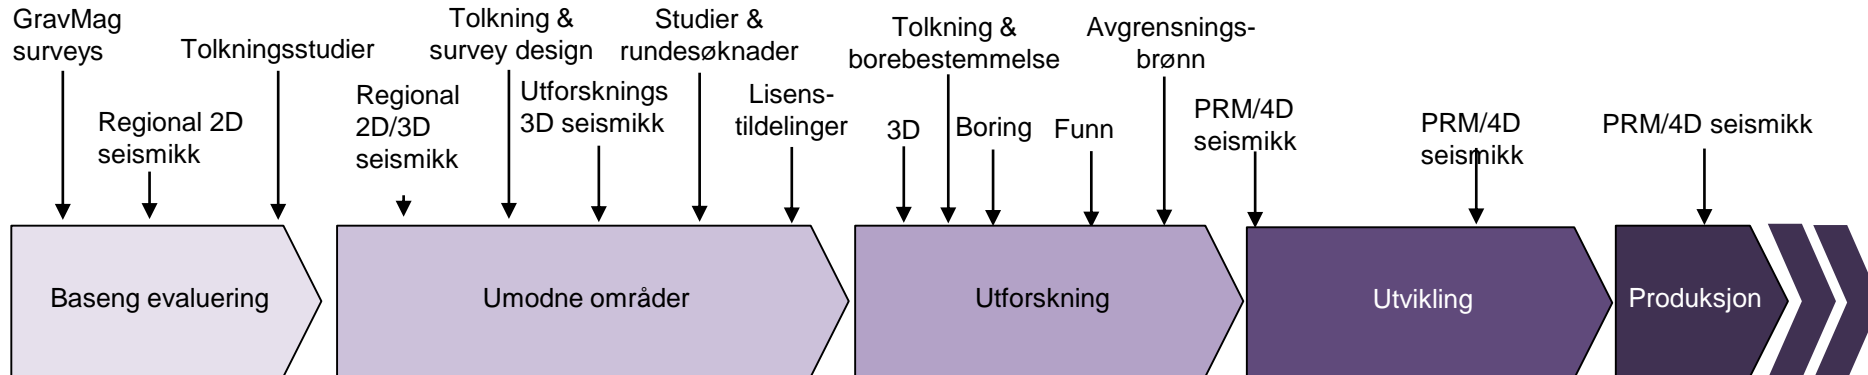 GravMag
surveys
Regional 2D
seismikk
Tolkningsstudier
Regional
2D/3D
seismikk
Tolkning &
survey design
Utforsknings
3D seismikk
Studier &
rundesøknader
Lisens-
tildelinger
3D
Tolkning &
borebestemmelse
Boring
Funn
Avgrensnings-
brønn
PRM/4D
seismikk
PRM/4D
seismikk
PRM/4D seismikk
Baseng evaluering
Umodne områder
Utforskning
Utvikling
Produksjon